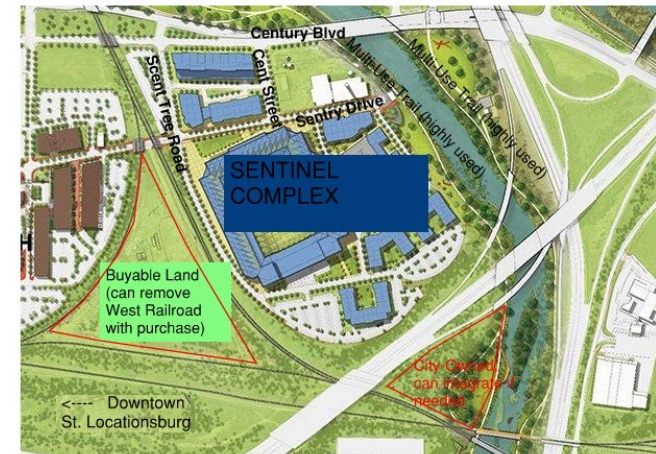 Century Blvd
Multi-Use Trail (highly used)
Multi-Use Trail (highly used)
Cent Street
Scent Tree Road
Sentry Drive
SENTINEL
COMPLEX
Buyable Land
(can remove
West Railroad
with purchase)
City-Owned,
can integrate if
needed
<---- Downtown
St. Locationsburg